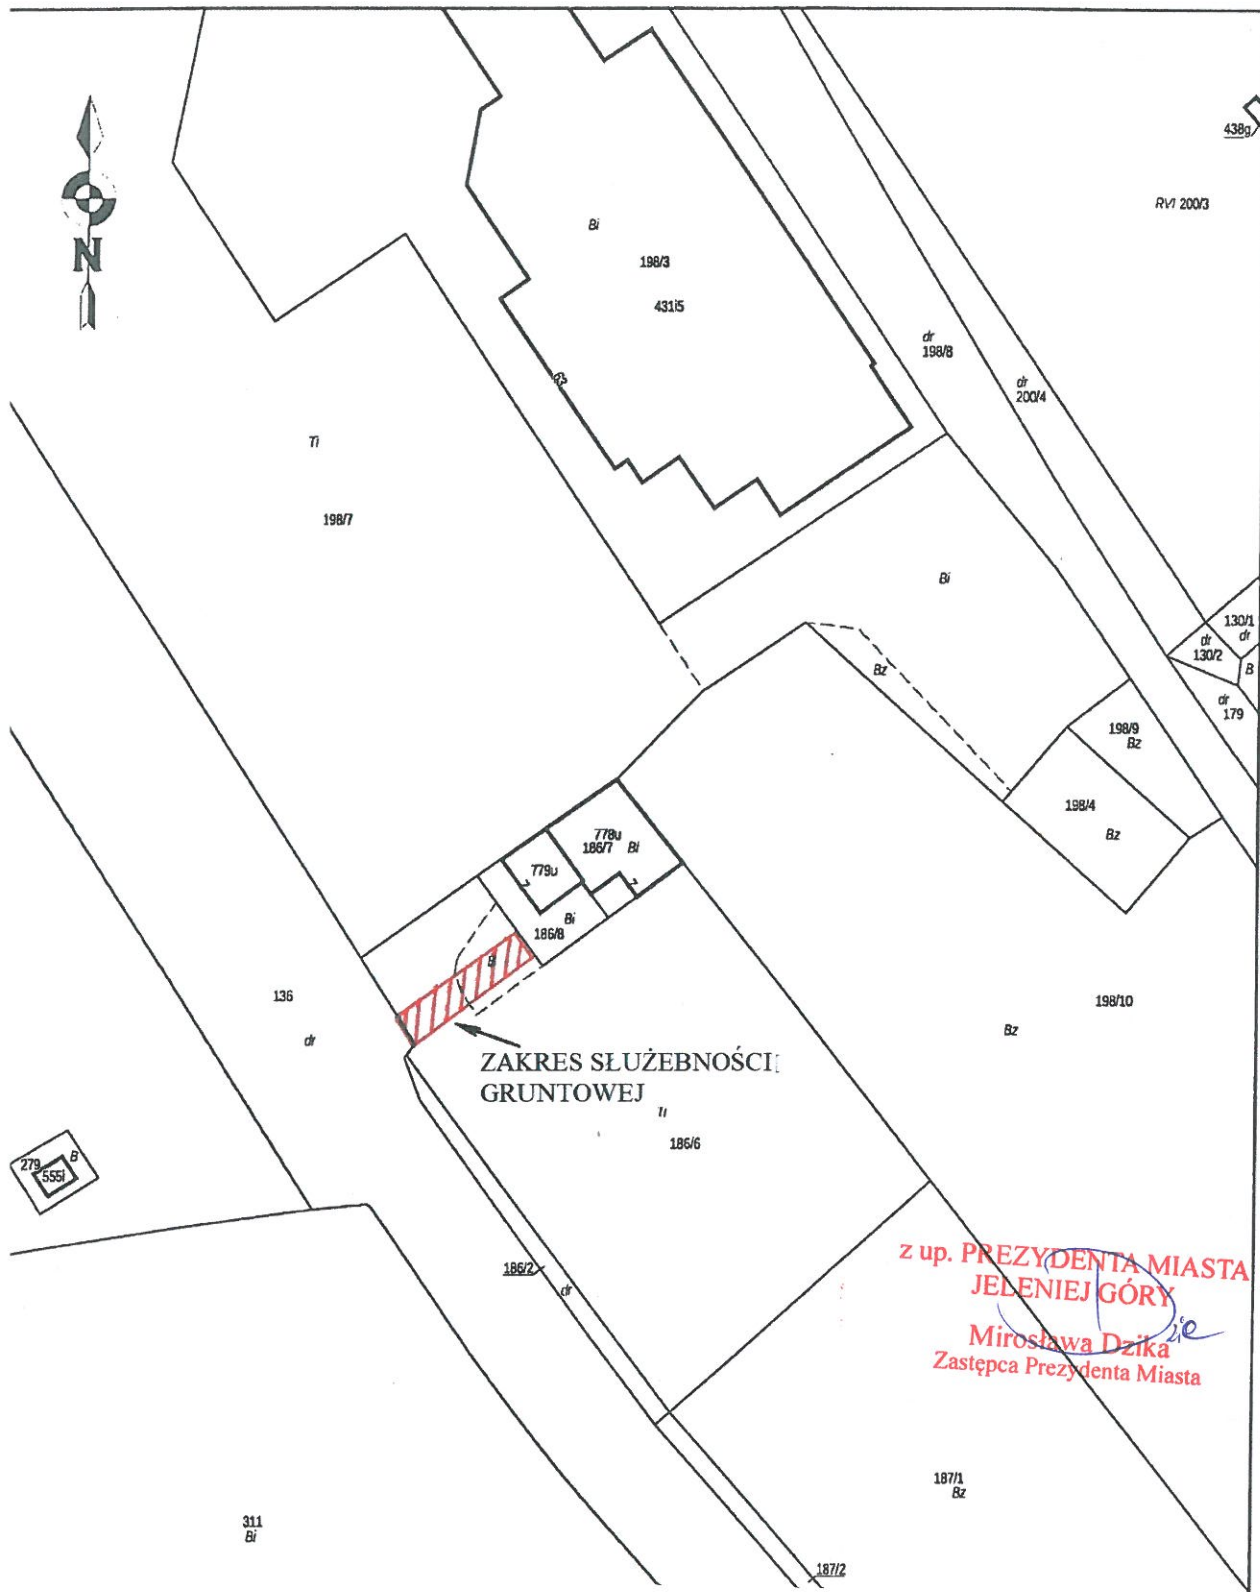 438g
RVI 200/3
N
Bi
198/3
431i5
dr
198/8
dr
200/4
63
Ti
198/7
Bi
130/1
dr
dr
130/2
B
Bz
dr
179
198/9
Bz
198/4
Bz
778u
186/7 Bi
779u
7
7
Bi
186/8
B
136
dr
198/10
Bz
ZAKRES SŁUŻEBNOŚCI
GRUNTOWEJ
Ti
186/6
279
B
555i
z up. PREZYDENTA MIASTA
JELENIEJ GÓRY
186/2
dr
Mirosława Dzika
Zastępca Prezydenta Miasta
187/1
Bz
311
Bi
187/2